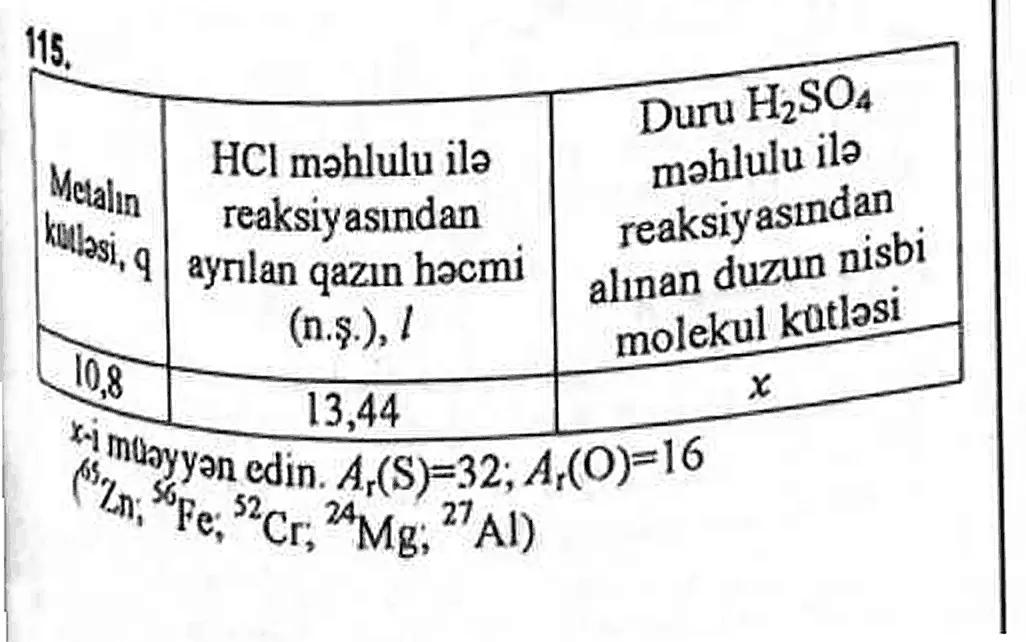 115.
Metalın
kütləsi, q
HCl məhlulu ilə
reaksiyasından
ayrılan qazın həcmi
(n.ş.), l
Duru H₂SO₄
məhlulu ilə
reaksiyasından
alınan duzun nisbi
molekul kütləsi
10,8
13,44
x
x-i müəyyən edin. Aᵣ(S)=32; Aᵣ(O)=16
(⁶⁵Zn; ⁵⁶Fe; ⁵²Cr; ²⁴Mg; ²⁷Al)